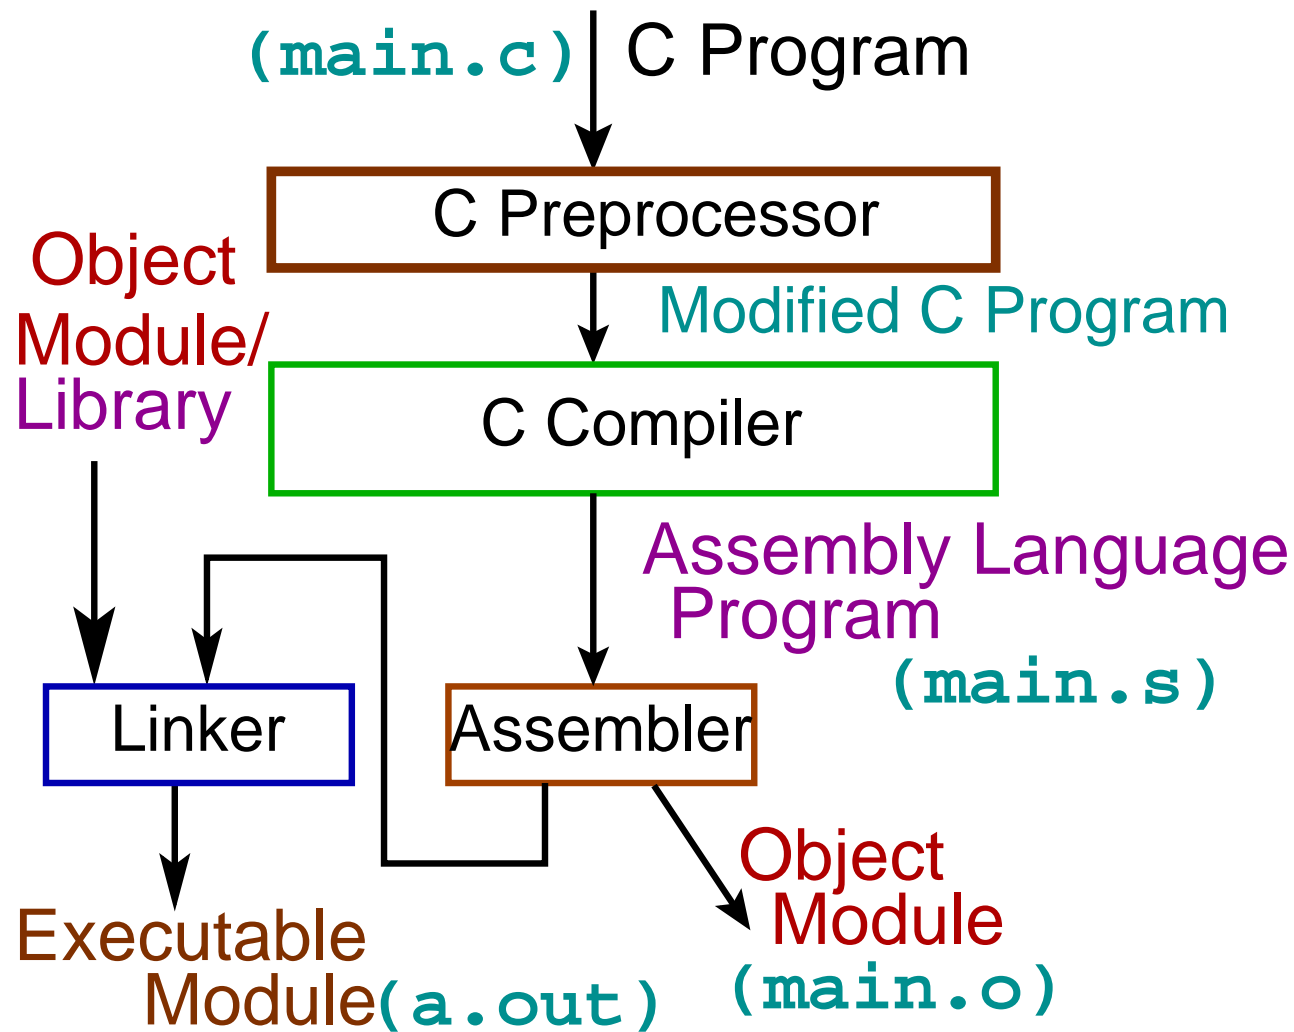 (main.c)
C Program
C Preprocessor
Object
Module/
Library
Modified C Program
C Compiler
Assembly Language
Program
(main.s)
Linker
Assembler
Object
Module
(main.o)
Executable
Module(a.out)